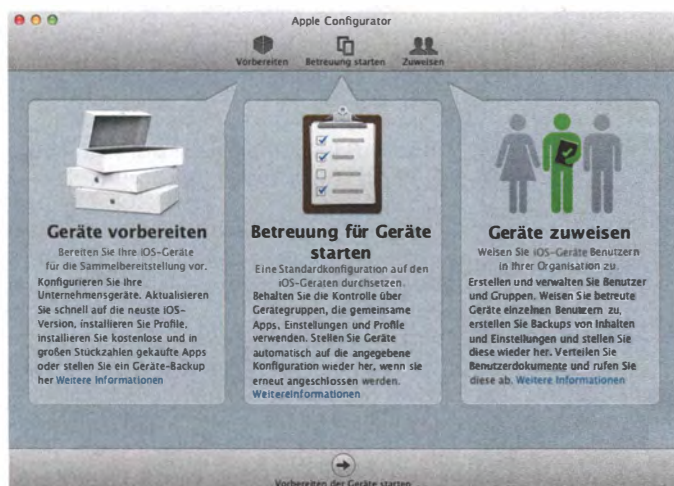 Apple Configurator
Vorbereiten Betreuung starten Zuweisen
Geräte vorbereiten
Bereiten Sie Ihre iOS-Geräte
für die Sammelbereitstellung vor.
Konfigurieren Sie Ihre
Unternehmensgeräte. Aktualisieren
Sie schnell auf die neuste iOS-
Version, installieren Sie Profile,
installieren Sie kostenlose und in
großen Stückzahlen gekaufte Apps
oder stellen Sie ein Geräte-Backup
her Weitere Informationen
Betreuung für Geräte
starten
Eine Standardkonfiguration auf den
iOS-Geräten durchsetzen.
Behalten Sie die Kontrolle über
Gerätegruppen, die gemeinsame
Apps, Einstellungen und Profile
verwenden. Stellen Sie Geräte
automatisch auf die angegebene
Konfiguration wieder her, wenn sie
erneut angeschlossen werden.
Weitereinformationen
Geräte zuweisen
Weisen Sie iOS-Geräte Benutzern
in Ihrer Organisation zu.
Erstellen und verwalten Sie Benutzer
und Gruppen. Weisen Sie betreute
Geräte einzelnen Benutzern zu,
erstellen Sie Backups von Inhalten
und Einstellungen und stellen Sie
diese wieder her. Verteilen Sie
Benutzerdokumente und rufen Sie
diese ab. Weitere Informationen
Vorbereiten der Geräte starten